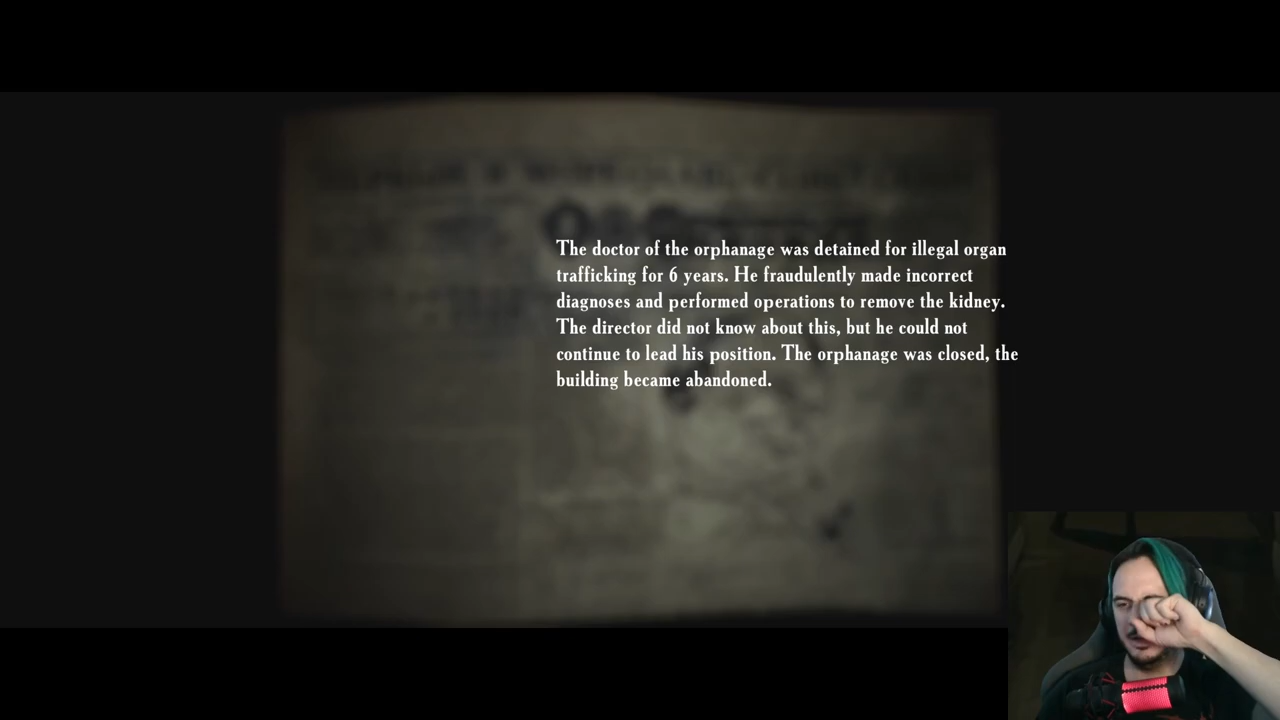 The doctor of the orphanage was detained for illegal organ
trafficking for 6 years. He fraudulently made incorrect
diagnoses and performed operations to remove the kidney.
The director did not know about this, but he could not
continue to lead his position. The orphanage was closed, the
building became abandoned.